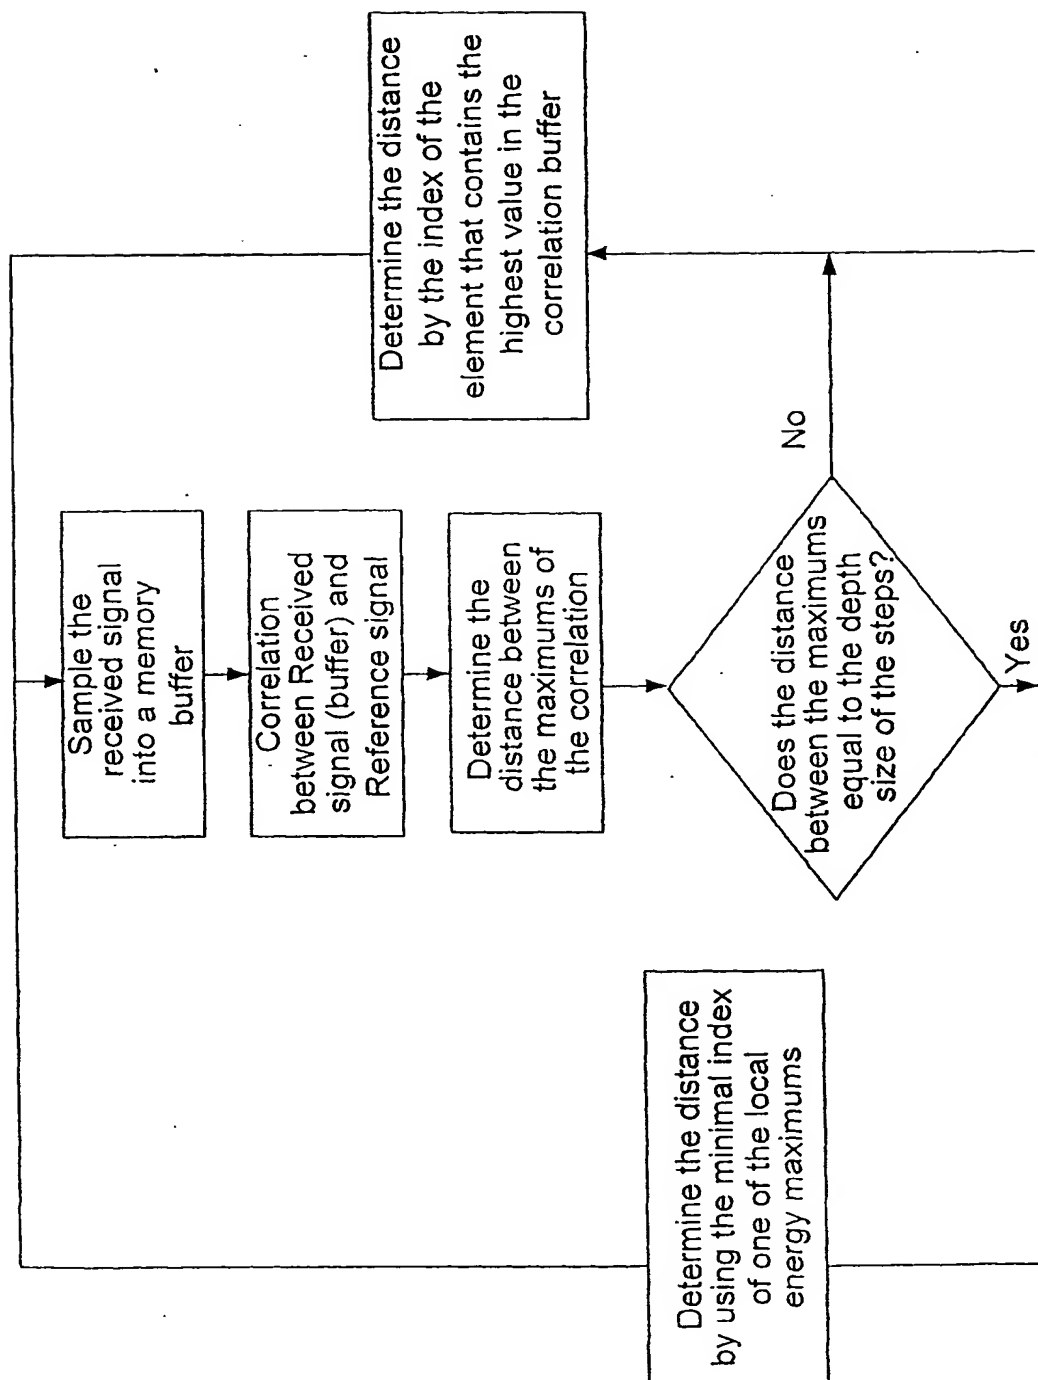 Sample the
received signal
into a memory
buffer
Correlation
between Received
signal (buffer) and
Reference signal
Determine the
distance between
the maximums of
the correlation
Does the distance
between the maximums
equal to the depth
size of the steps?
No
Yes
Determine the distance
by the index of the
element that contains the
highest value in the
correlation buffer
Determine the distance
by using the minimal index
of one of the local
energy maximums